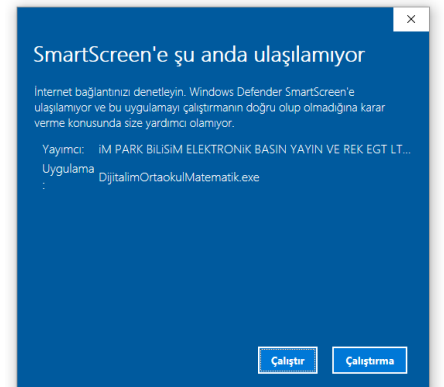 SmartScreen'e şu anda ulaşılamıyor
İnternet bağlantınızı denetleyin. Windows Defender SmartScreen'e
ulaşılamıyor ve bu uygulamayı çalıştırmanın doğru olup olmadığına karar
verme konusunda size yardımcı olamıyor.
Yayımcı: iM PARK BiLiSiM ELEKTRONiK BASIN YAYIN VE REK EGT LT...
Uygulama
: DijitalimOrtaokulMatematik.exe
Çalıştır Çalıştırma